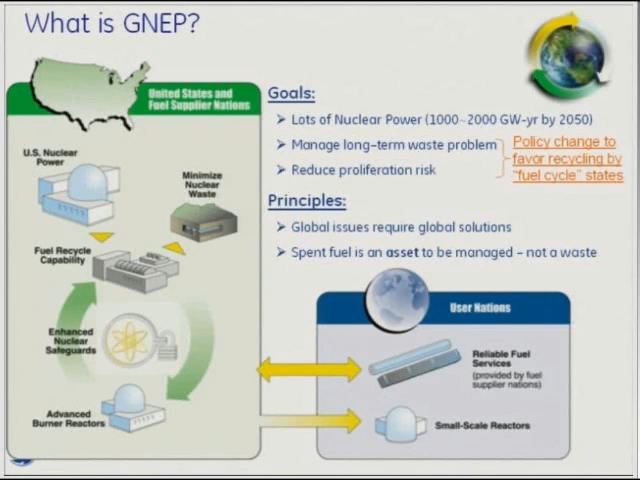 What is GNEP?
United States and
Fuel Supplier Nations
U.S. Nuclear
Power
Minimize
Nuclear
Waste
Fuel Recycle
Capability
Enhanced
Nuclear
Safeguards
Advanced
Burner Reactors
Goals:
Lots of Nuclear Power (1000-2000 GW-yr by 2050)
Manage long-term waste problem
Reduce proliferation risk
Policy change to
favor recycling by
"fuel cycle" states
Principles:
Global issues require global solutions
Spent fuel is an asset to be managed – not a waste
User Nations
Reliable Fuel
Services
(provided by fuel
supplier nations)
Small-Scale Reactors